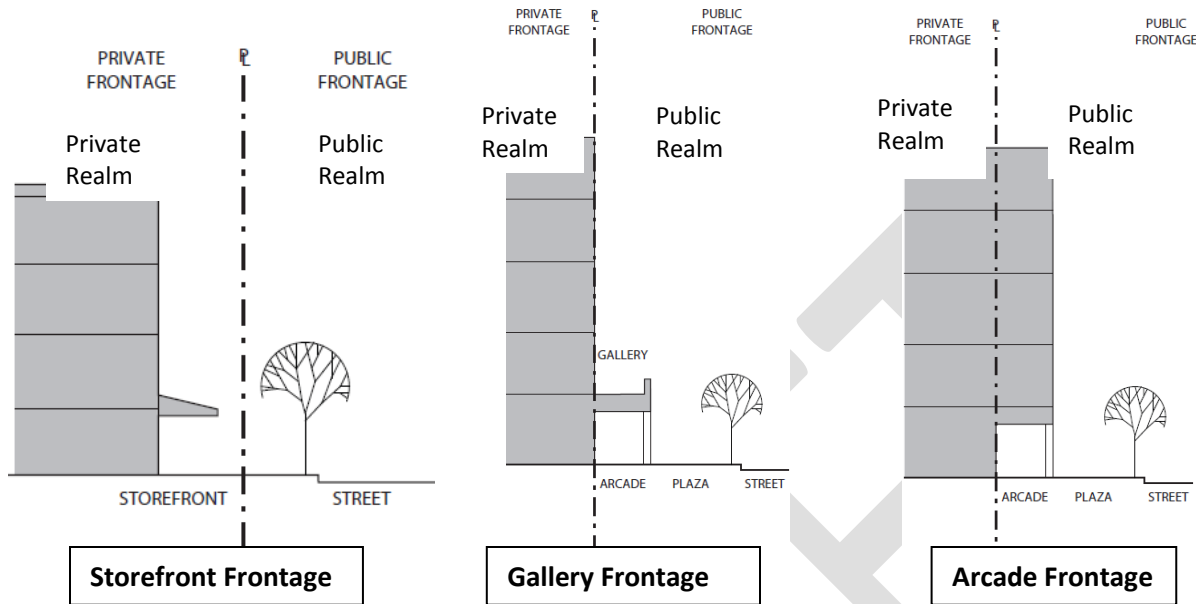 PRIVATE
FRONTAGE
PL
PUBLIC
FRONTAGE
Private
Realm
Public
Realm
STOREFRONT
STREET
Storefront Frontage
PRIVATE
FRONTAGE
PL
PUBLIC
FRONTAGE
Private
Realm
Public
Realm
GALLERY
ARCADE
PLAZA
STREET
Gallery Frontage
PRIVATE
FRONTAGE
PL
PUBLIC
FRONTAGE
Private
Realm
Public
Realm
ARCADE
PLAZA
STREET
Arcade Frontage